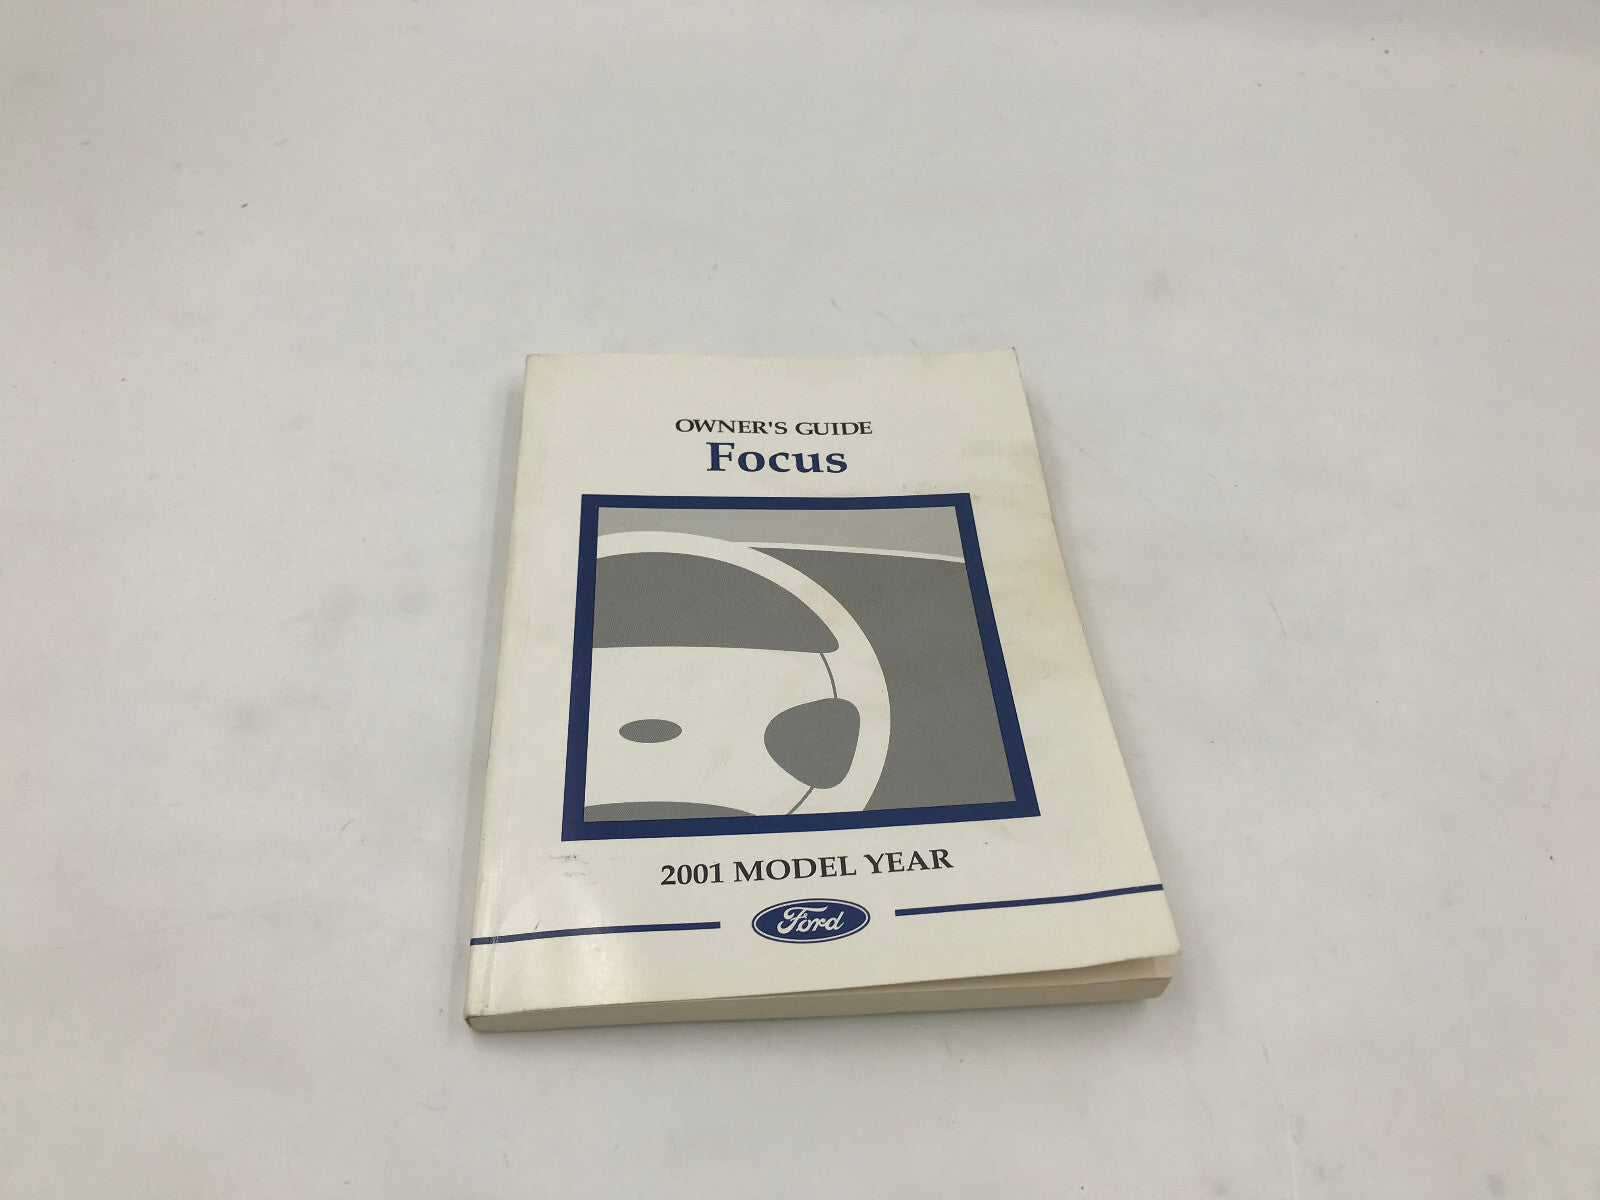 OWNER'S GUIDE
Focus
2001 MODEL YEAR
Ford